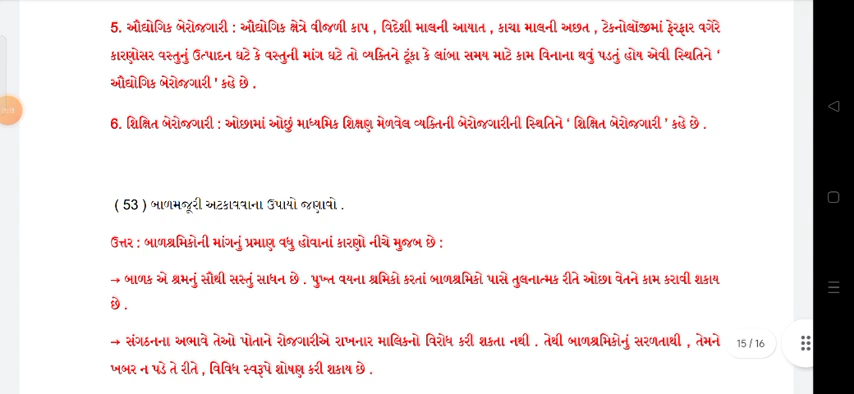 5. ઔદ્યોગિક બેરોજગારી : ઔદ્યોગિક ક્ષેત્રે વીજળી કાપ , વિદેશી માલની આયાત , કાચા માલની અછત , ટેકનોલૉજીમાં ફેરફાર વગેરે
કારણોસર વસ્તુનું ઉત્પાદન ઘટે કે વસ્તુની માંગ ઘટે તો વ્યક્તિને ટૂંકા કે લાંબા સમય માટે કામ વિનાના થવું પડતું હોય એવી સ્થિતિને ‘
ઔદ્યોગિક બેરોજગારી ' કહે છે .
6. શિક્ષિત બેરોજગારી : ઓછામાં ઓછું માધ્યમિક શિક્ષણ મેળવેલ વ્યક્તિની બેરોજગારીની સ્થિતિને ‘ શિક્ષિત બેરોજગારી ’ કહે છે .
( 53 ) બાળમજૂરી અટકાવવાના ઉપાયો જણાવો .
ઉત્તર : બાળશ્રમિકોની માંગનું પ્રમાણ વધુ હોવાનાં કારણો નીચે મુજબ છે :
→ બાળક એ શ્રમનું સૌથી સસ્તું સાધન છે . પુખ્ત વયના શ્રમિકો કરતાં બાળશ્રમિકો પાસે તુલનાત્મક રીતે ઓછા વેતને કામ કરાવી શકાય
છે .
→ સંગઠનના અભાવે તેઓ પોતાને રોજગારીએ રાખનાર માલિકનો વિરોધ કરી શકતા નથી . તેથી બાળશ્રમિકોનું સરળતાથી , તેમને
ખબર ન પડે તે રીતે , વિવિધ સ્વરૂપે શોષણ કરી શકાય છે .
15 / 16